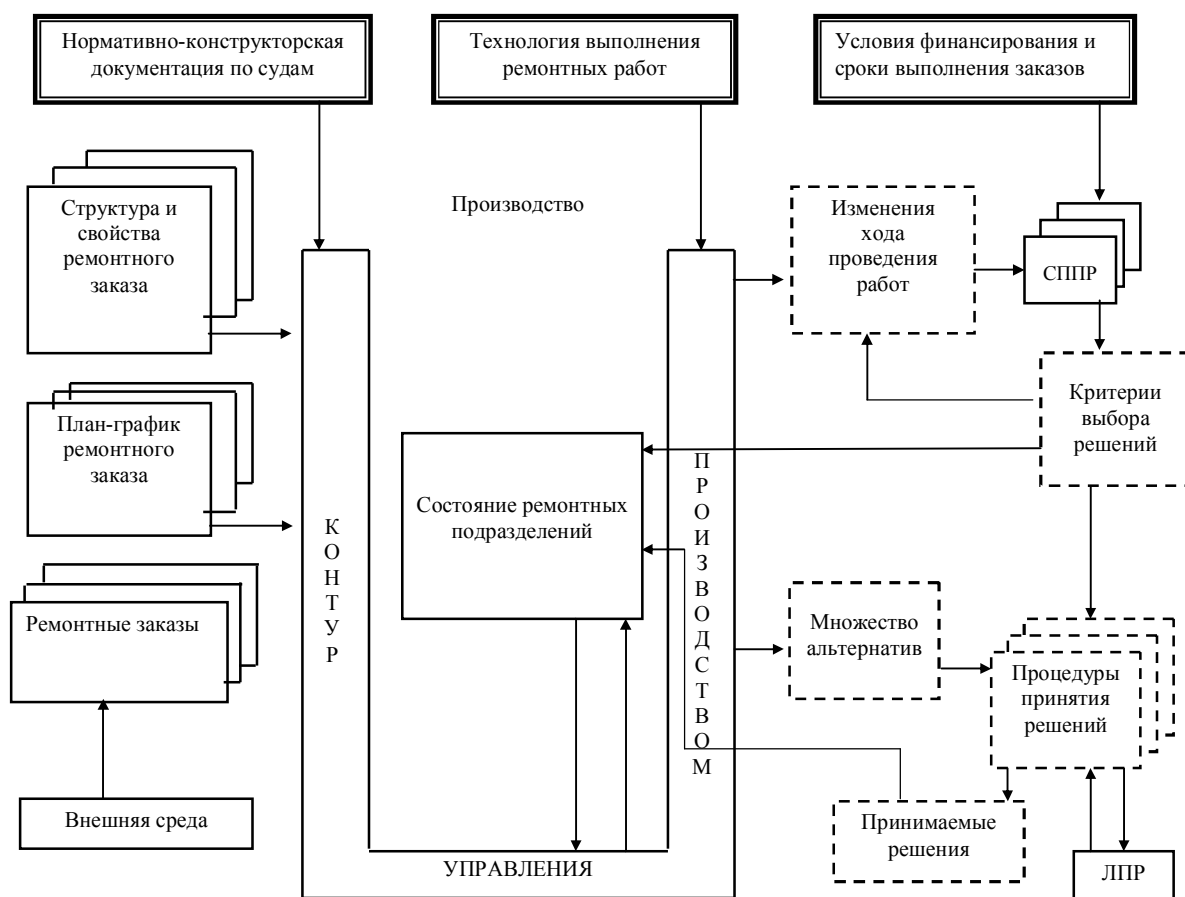 Нормативно-конструкторская
документация по судам
Технология выполнения
ремонтных работ
Условия финансирования и
сроки выполнения заказов
Структура и
свойства
ремонтного
заказа
Производство
Изменения
хода
проведения
работ
СППР
План-график
ремонтного
заказа
Критерии
выбора
решений
Состояние ремонтных
подразделений
КОНТУР
ПРОИЗВОДСТВОМ
Ремонтные заказы
Множество
альтернатив
Процедуры
принятия
решений
Внешняя среда
Принимаемые
решения
УПРАВЛЕНИЯ
ЛПР